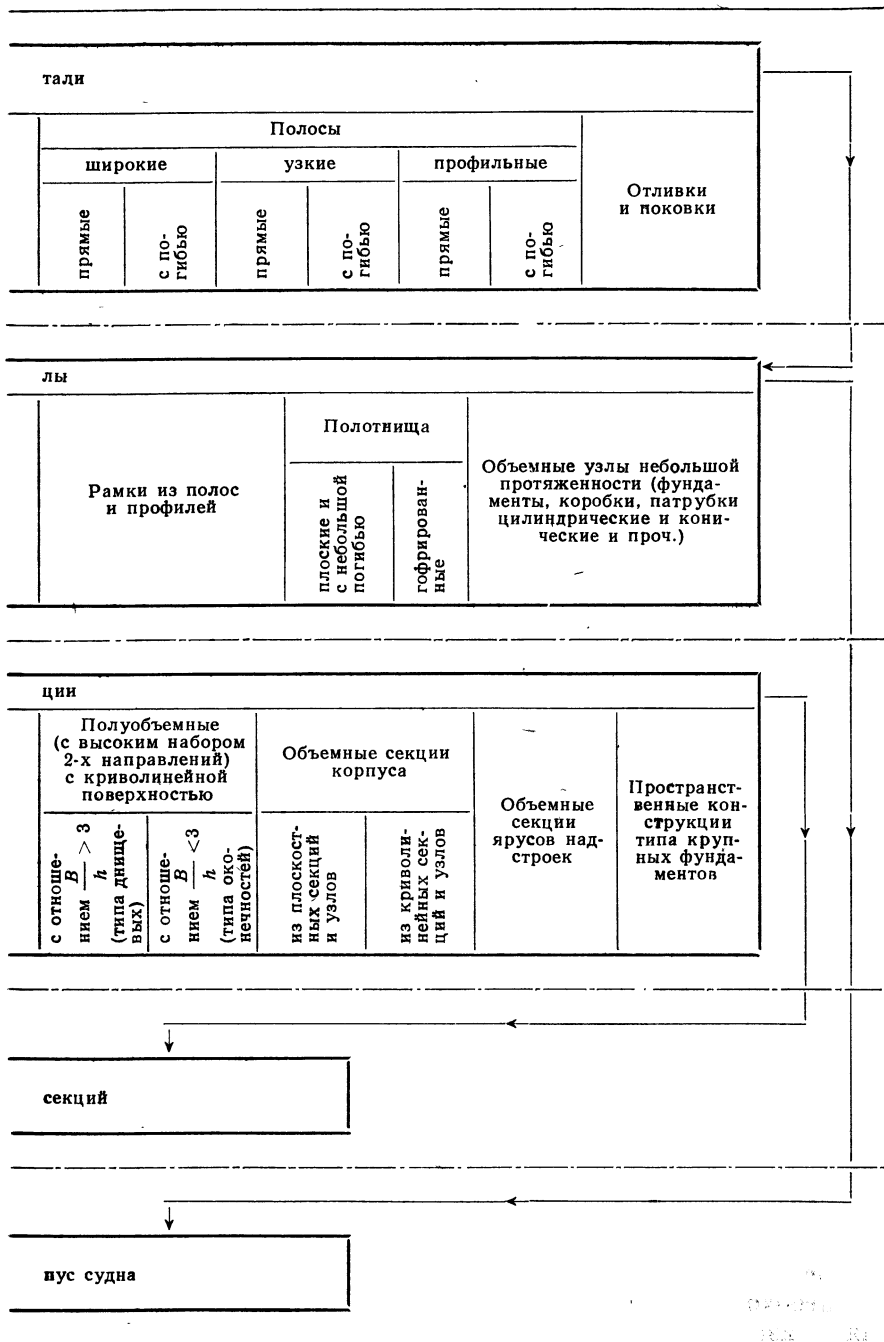 тали
Полосы
широкие
узкие
профильные
прямые
с по-
гибью
прямые
с по-
гибью
прямые
с по-
гибью
Отливки
и поковки
лы
Рамки из полос
и профилей
Полотнища
плоские и
с небольшой
погибью
гофрирован-
ные
Объемные узлы небольшой
протяженности (фунда-
менты, коробки, патрубки
цилиндрические и кони-
ческие и проч.)
ции
Полуобъемные
(с высоким набором
2-х направлений)
с криволинейной
поверхностью
с отноше-
нием B/h > 3
(типа днище-
вых)
с отноше-
нием B/h < 3
(типа око-
нечностей)
Объемные секции
корпуса
из плоскост-
ных секций
и узлов
из криволи-
нейных сек-
ций и узлов
Объемные
секции
ярусов над-
строек
Пространст-
венные кон-
струкции
типа круп-
ных фунда-
ментов
секций
пус судна